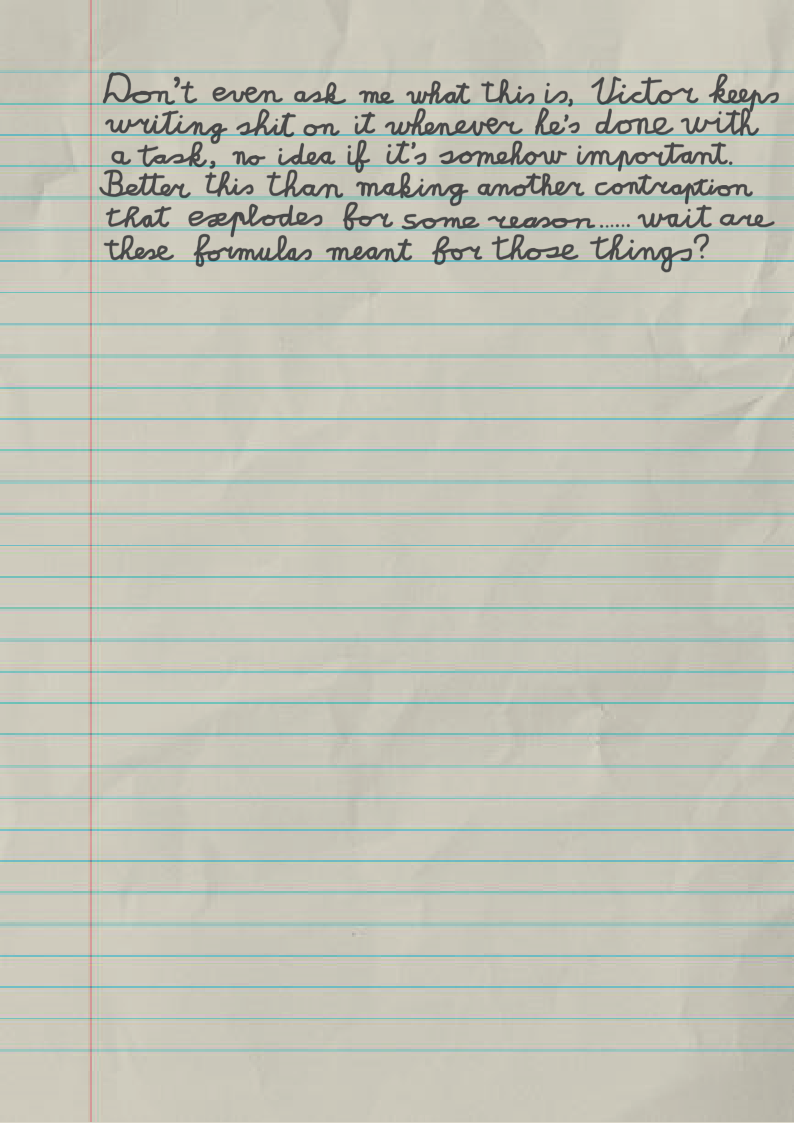 Don't even ask me what this is, Victor keeps
writing shit on it whenever he's done with
a task, no idea if it's somehow important.
Better this than making another contraption
that explodes for some reason...... wait are
these formulas meant for those things?